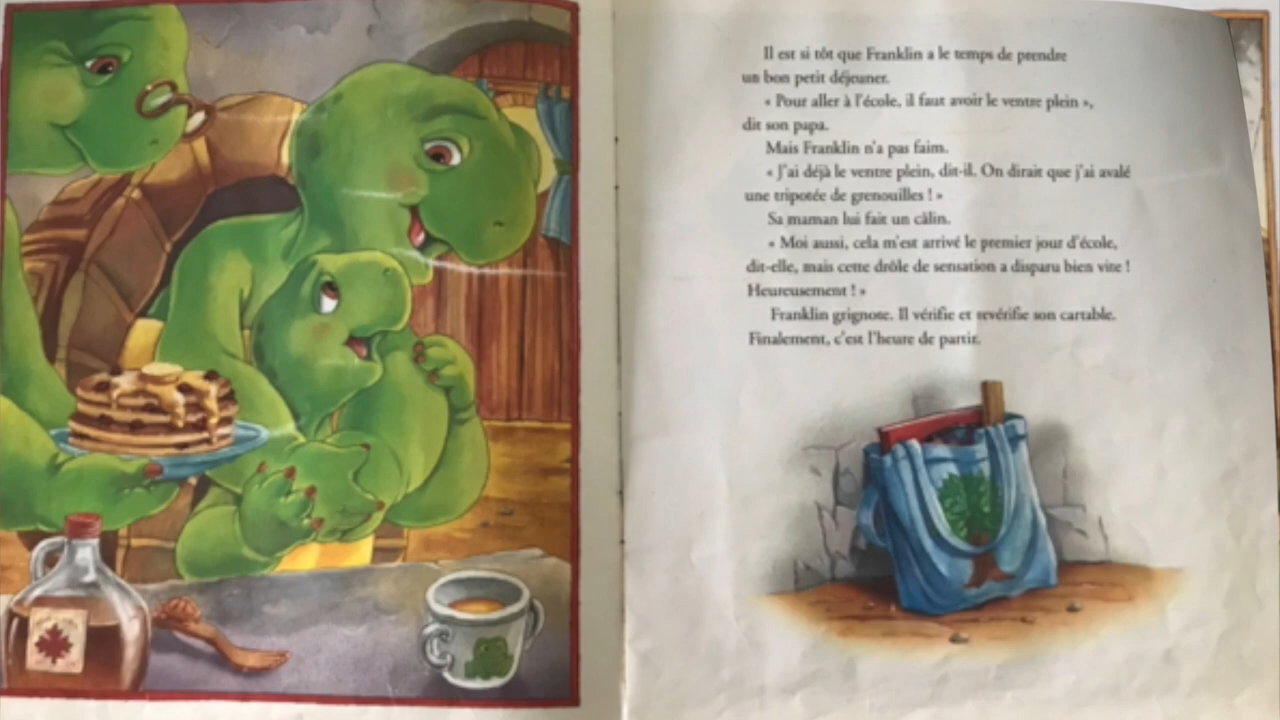 Il est si tôt que Franklin a le temps de prendre
un bon petit déjeuner.
« Pour aller à l'école, il faut avoir le ventre plein »,
dit son papa.
Mais Franklin n'a pas faim.
« J'ai déjà le ventre plein, dit-il. On dirait que j'ai avalé
une tripotée de grenouilles ! »
Sa maman lui fait un câlin.
« Moi aussi, cela m'est arrivé le premier jour d'école,
dit-elle, mais cette drôle de sensation a disparu bien vite !
Heureusement ! »
Franklin grignote. Il vérifie et revérifie son cartable.
Finalement, c'est l'heure de partir.